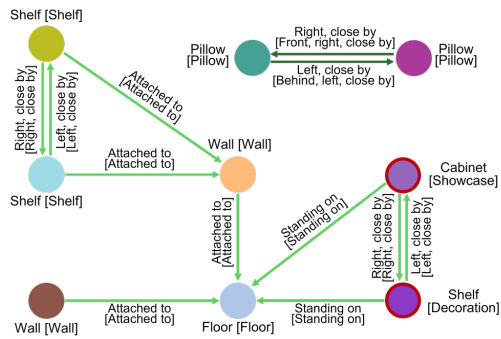 Shelf [Shelf]
Right, close by
[Front, right, close by]
Pillow
[Pillow]
Pillow
[Pillow]
Left, close by
[Behind, left, close by]
Attached to
[Attached to]
Right, close by
[Right, close by]
Left, close by
[Left, close by]
Wall [Wall]
Attached to
[Attached to]
Shelf [Shelf]
Cabinet
[Showcase]
Standing on
[Standing on]
Attached to
[Attached to]
Right, close by
[Right, close by]
Left, close by
[Left, close by]
Attached to
[Attached to]
Standing on
[Standing on]
Shelf
[Decoration]
Wall [Wall]
Floor [Floor]